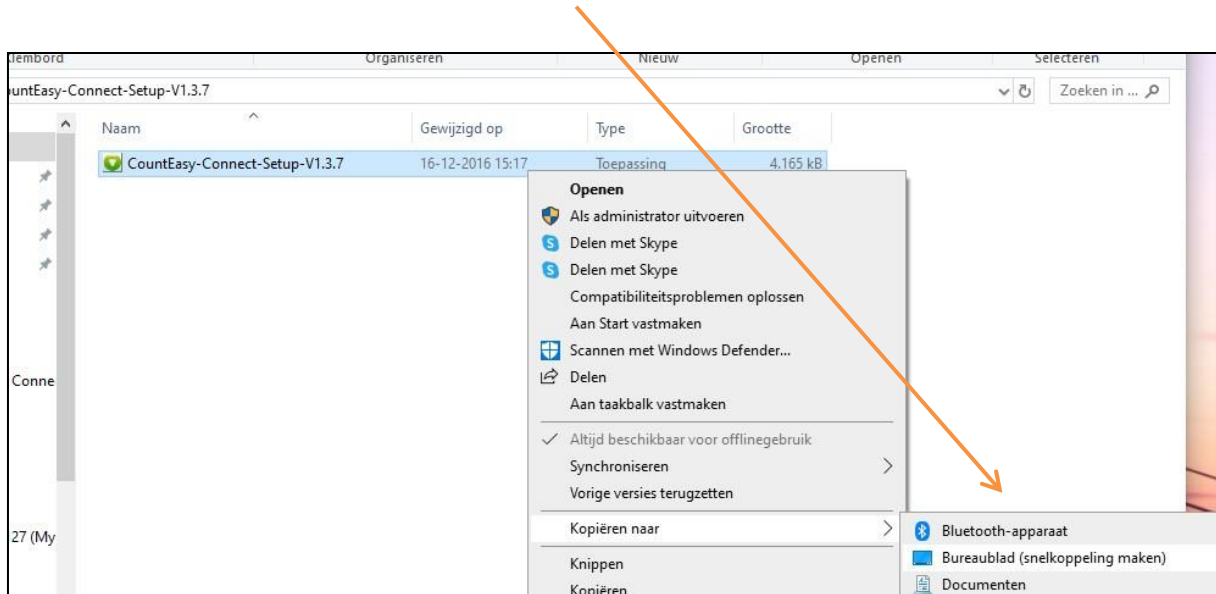 Klembord Organiseren Nieuw Openen Selecteren
ountEasy-Connect-Setup-V1.3.7 Zoeken in ...
Naam Gewijzigd op Type Grootte
CountEasy-Connect-Setup-V1.3.7 16-12-2016 15:17 Toepassing 4.165 kB
Openen
Als administrator uitvoeren
Delen met Skype
Delen met Skype
Compatibiliteitsproblemen oplossen
Aan Start vastmaken
Scannen met Windows Defender...
Conne
Delen
Aan taakbalk vastmaken
Altijd beschikbaar voor offlinegebruik
Synchroniseren
Vorige versies terugzetten
27 (My
Kopiëren naar
Bluetooth-apparaat
Bureaublad (snelkoppeling maken)
Documenten
Knippen
Kopiëren